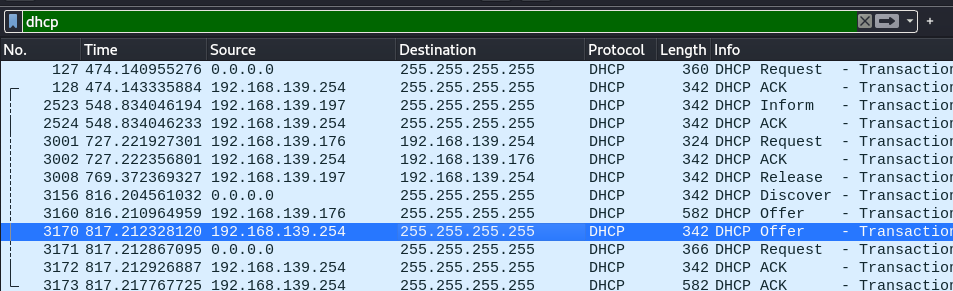 dhcp
No. Time Source Destination Protocol Length Info
127 474.140955276 0.0.0.0 255.255.255.255 DHCP 360 DHCP Request - Transaction
128 474.143335884 192.168.139.254 255.255.255.255 DHCP 342 DHCP ACK - Transaction
2523 548.834046194 192.168.139.197 255.255.255.255 DHCP 342 DHCP Inform - Transaction
2524 548.834046233 192.168.139.254 255.255.255.255 DHCP 342 DHCP ACK - Transaction
3001 727.221927301 192.168.139.176 192.168.139.254 DHCP 324 DHCP Request - Transaction
3002 727.222356801 192.168.139.254 192.168.139.176 DHCP 342 DHCP ACK - Transaction
3008 769.372369327 192.168.139.197 192.168.139.254 DHCP 342 DHCP Release - Transaction
3156 816.204561032 0.0.0.0 255.255.255.255 DHCP 342 DHCP Discover - Transaction
3160 816.210964959 192.168.139.176 255.255.255.255 DHCP 582 DHCP Offer - Transaction
3170 817.212328120 192.168.139.254 255.255.255.255 DHCP 342 DHCP Offer - Transaction
3171 817.212867095 0.0.0.0 255.255.255.255 DHCP 366 DHCP Request - Transaction
3172 817.212926887 192.168.139.254 255.255.255.255 DHCP 342 DHCP ACK - Transaction
3173 817.217767725 192.168.139.254 255.255.255.255 DHCP 582 DHCP ACK - Transaction